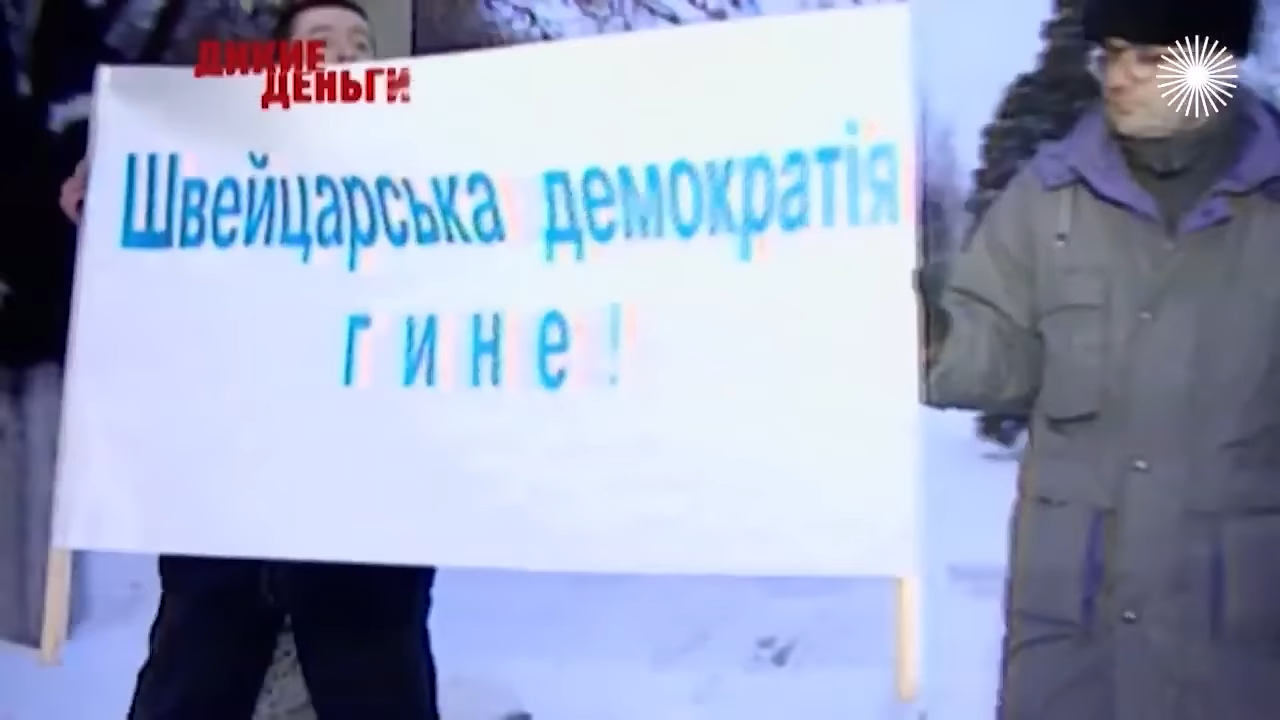 ДИКИЕ
ДЕНЬГИ
Швейцарська демократія
гине!